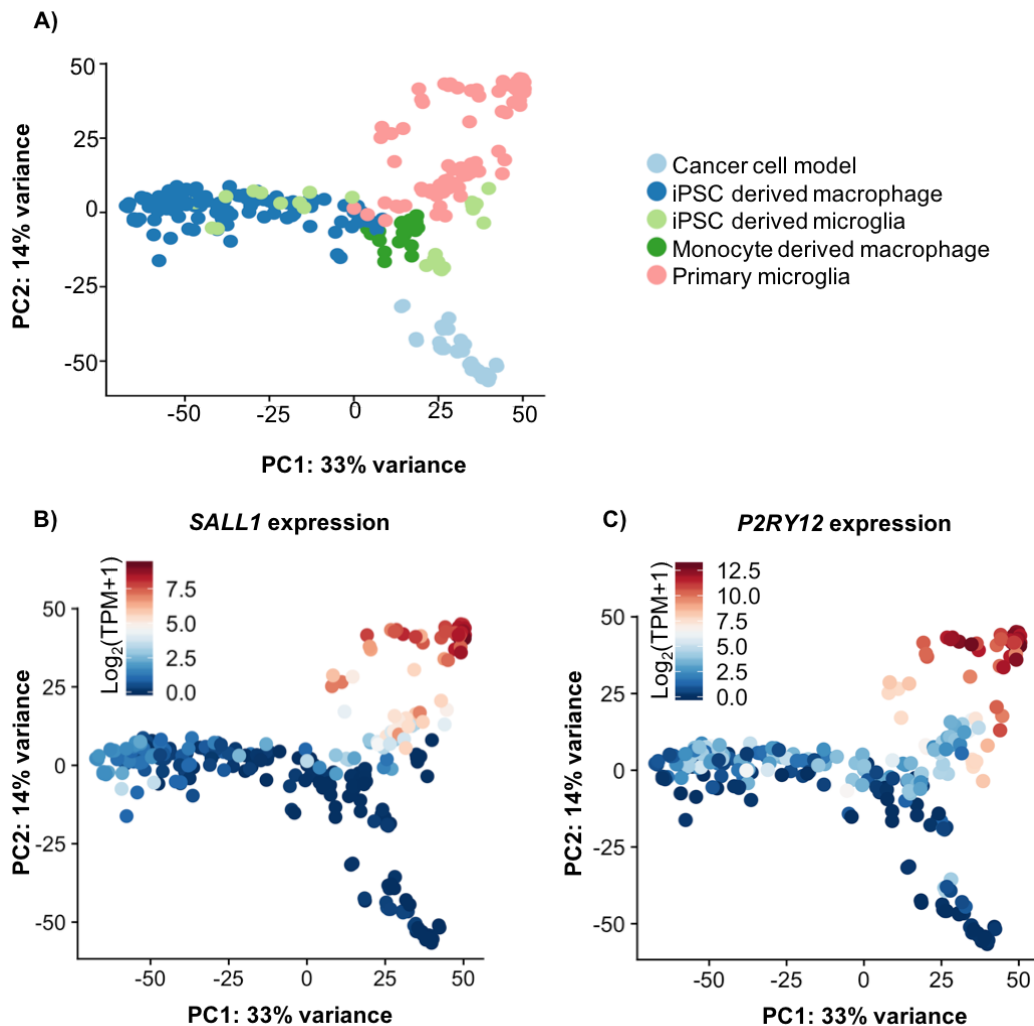 A)
50
25
0
-25
-50
PC2: 14% variance
-50
-25
0
25
50
PC1: 33% variance
Cancer cell model
iPSC derived macrophage
iPSC derived microglia
Monocyte derived macrophage
Primary microglia
B)
SALL1 expression
Log2(TPM+1)
7.5
5.0
2.5
0.0
50
25
0
-25
-50
PC2: 14% variance
-50
-25
0
25
50
PC1: 33% variance
C)
P2RY12 expression
Log2(TPM+1)
12.5
10.0
7.5
5.0
2.5
0.0
50
25
0
-25
-50
PC2: 14% variance
-50
-25
0
25
50
PC1: 33% variance